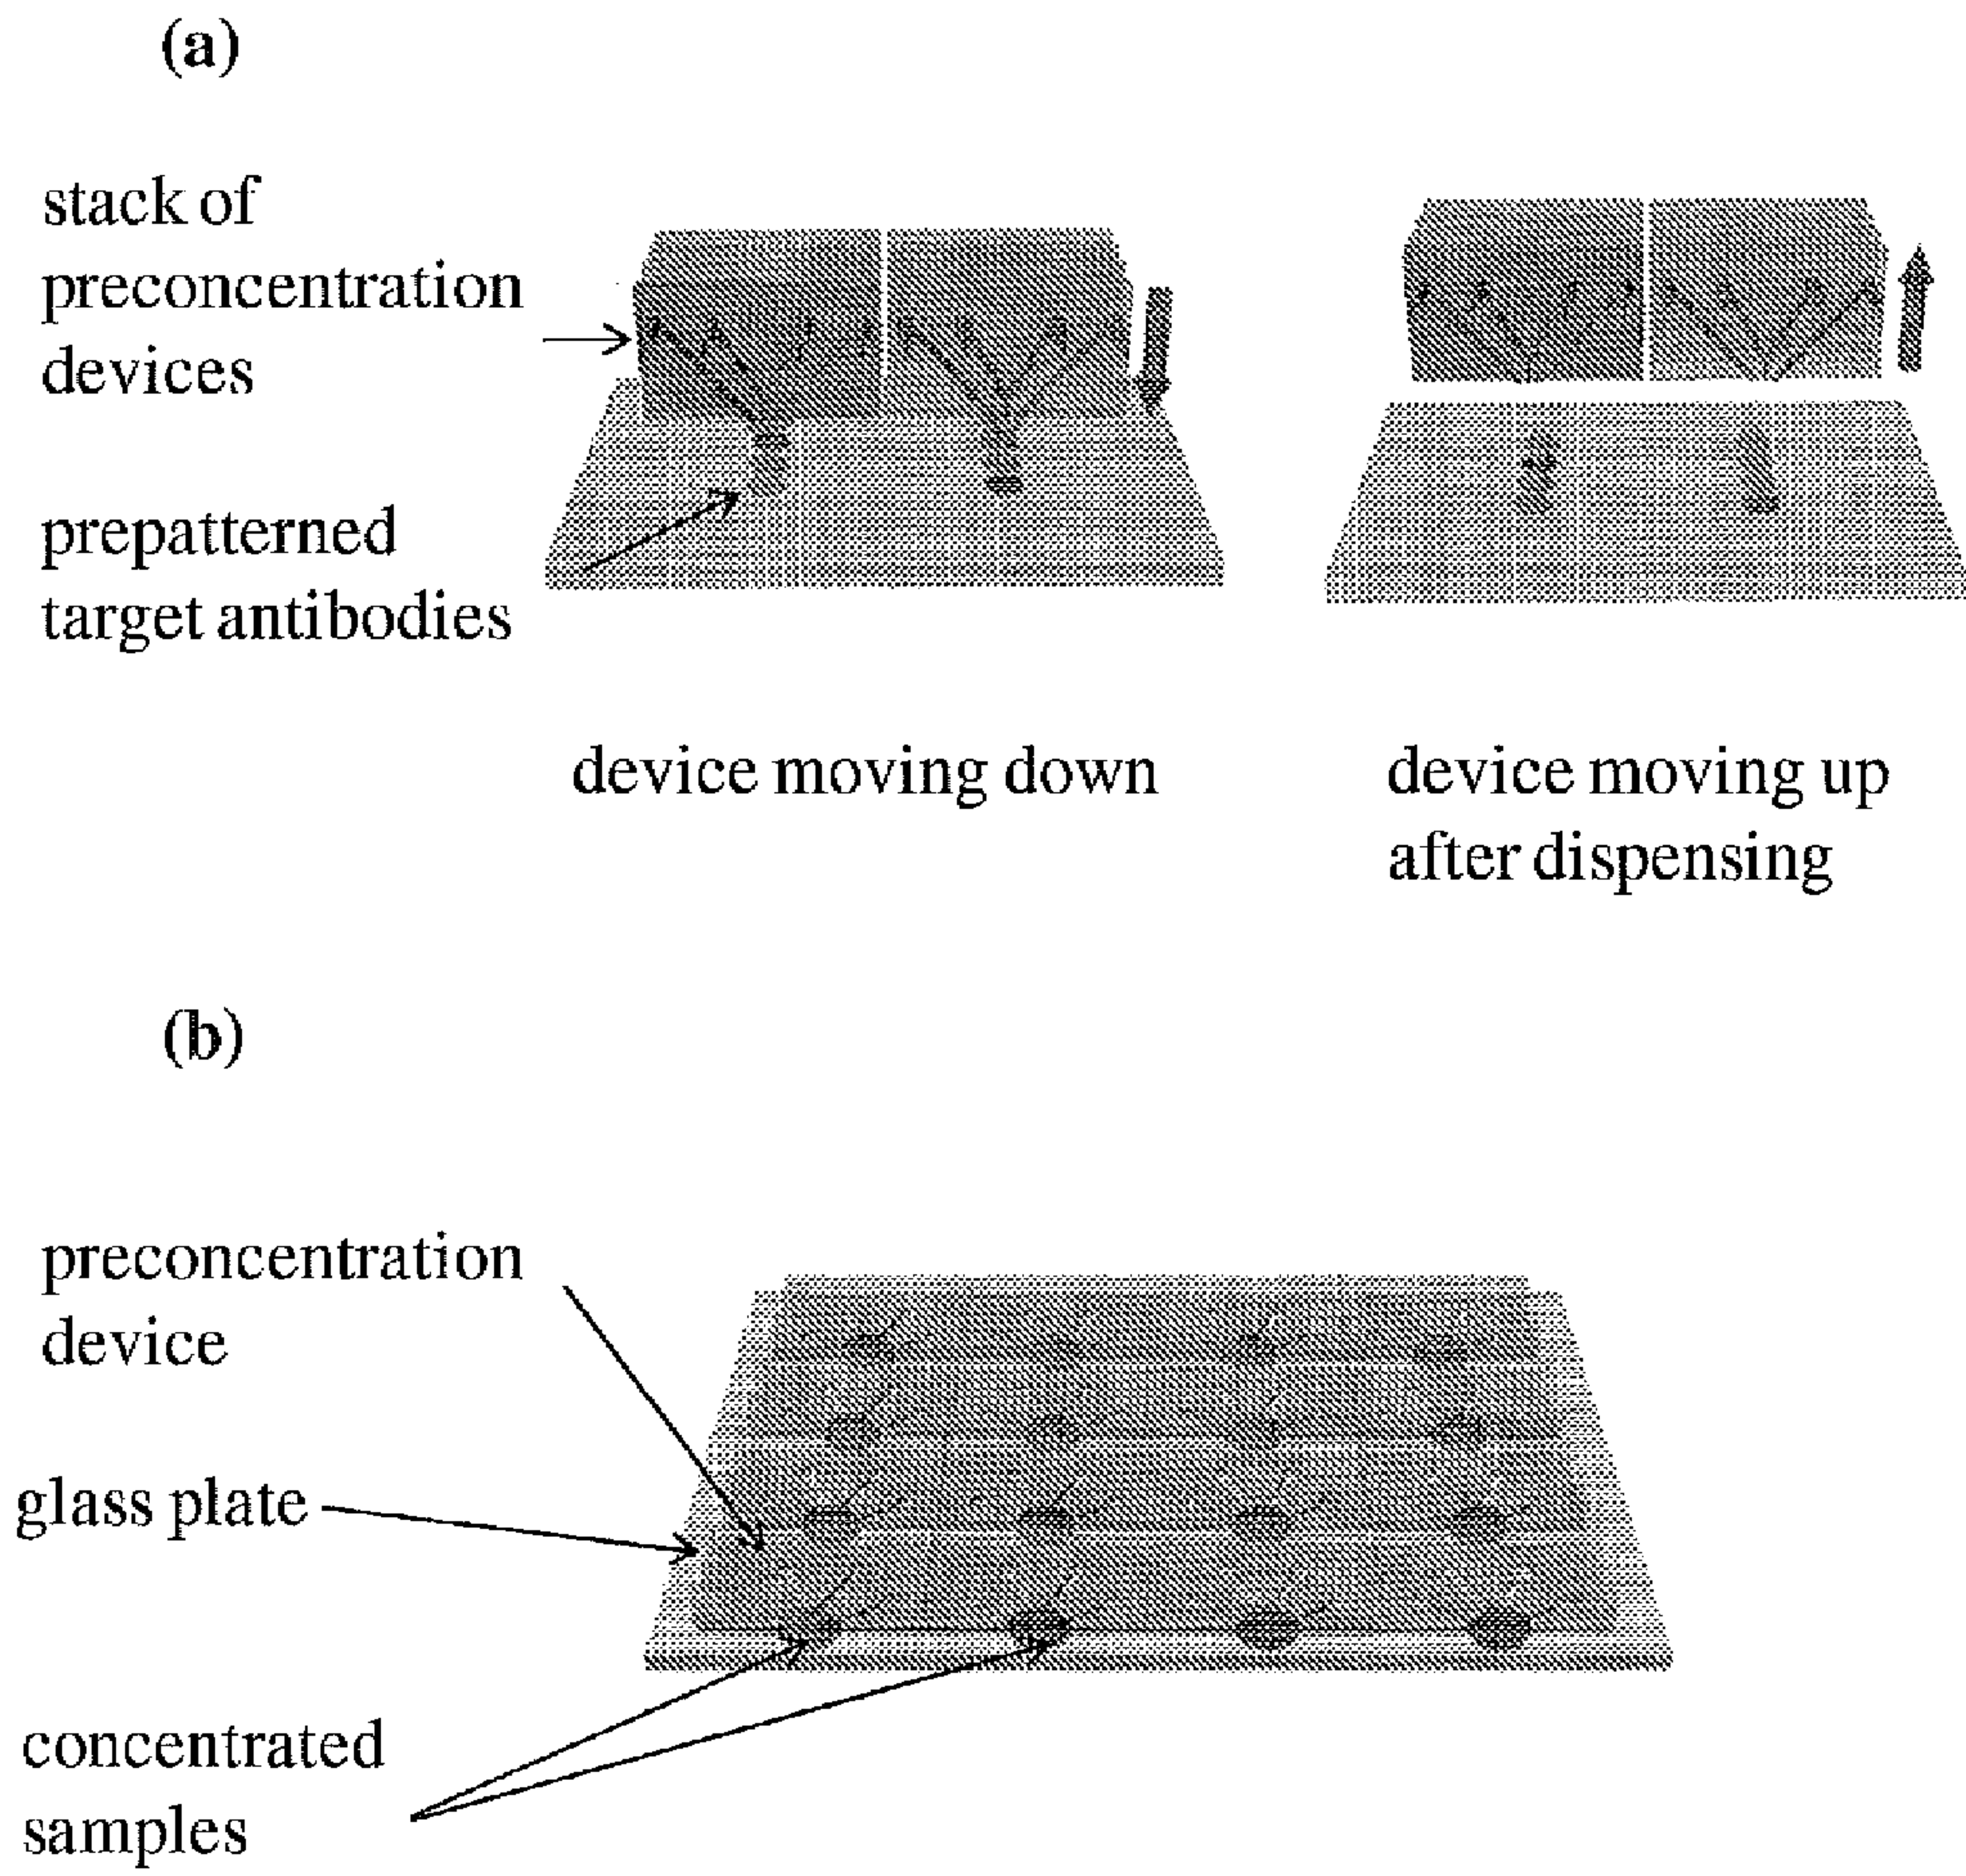 (a)
stack of
preconcentration
devices
prepatterned
target antibodies
device moving down
device moving up
after dispensing
(b)
preconcentration
device
glass plate
concentrated
samples